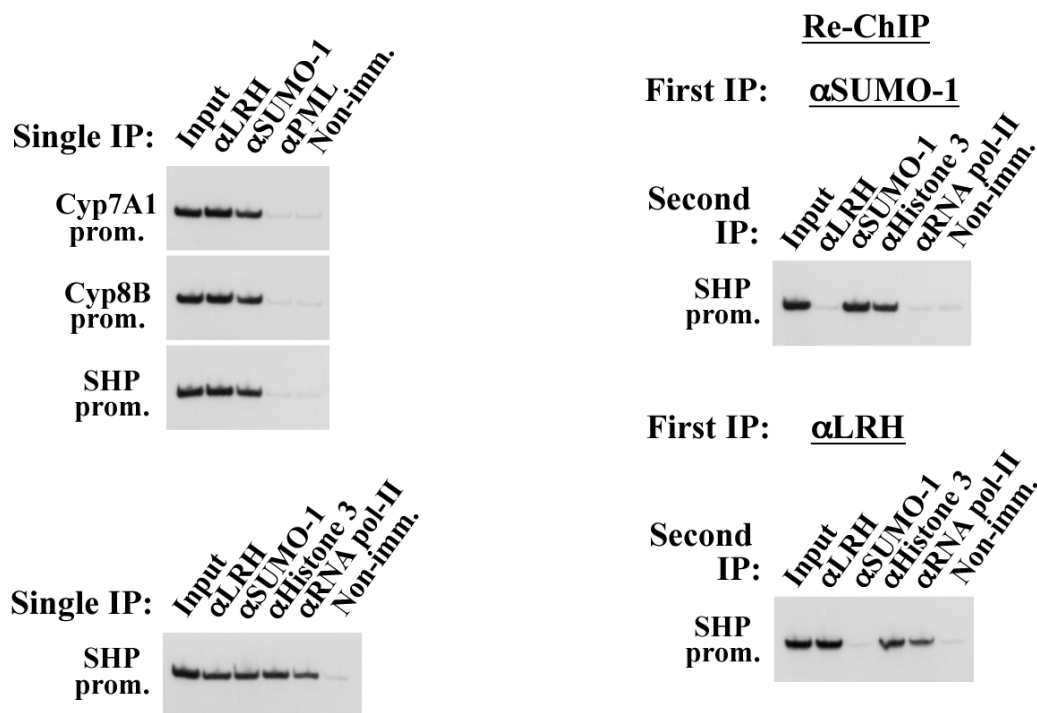 Single IP:
Input
αLRH
αSUMO-1
αPML
Non-imm.
Cyp7A1
prom.
Cyp8B
prom.
SHP
prom.
Single IP:
Input
αLRH
αSUMO-1
αHistone 3
αRNA pol-II
Non-imm.
SHP
prom.
Re-ChIP
First IP: αSUMO-1
Second
IP:
Input
αLRH
αSUMO-1
αHistone 3
αRNA pol-II
Non-imm.
SHP
prom.
First IP: αLRH
Second
IP:
Input
αLRH
αSUMO-1
αHistone 3
αRNA pol-II
Non-imm.
SHP
prom.